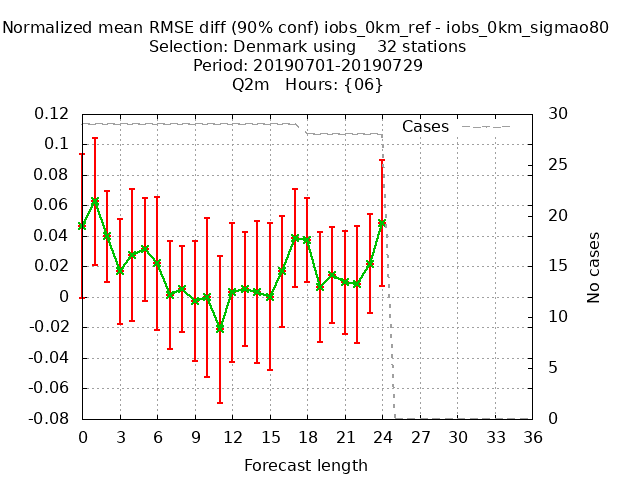 Normalized mean RMSE diff (90% conf) iobs_0km_ref - iobs_0km_sigmao80
Selection: Denmark using    32 stations
Period: 20190701-20190729
Q2m   Hours: {06}
0.12
0.1
0.08
0.06
0.04
0.02
0
-0.02
-0.04
-0.06
-0.08
Cases
30
25
20
15
10
5
0
No cases
0 3 6 9 12 15 18 21 24 27 30 33 36
Forecast length